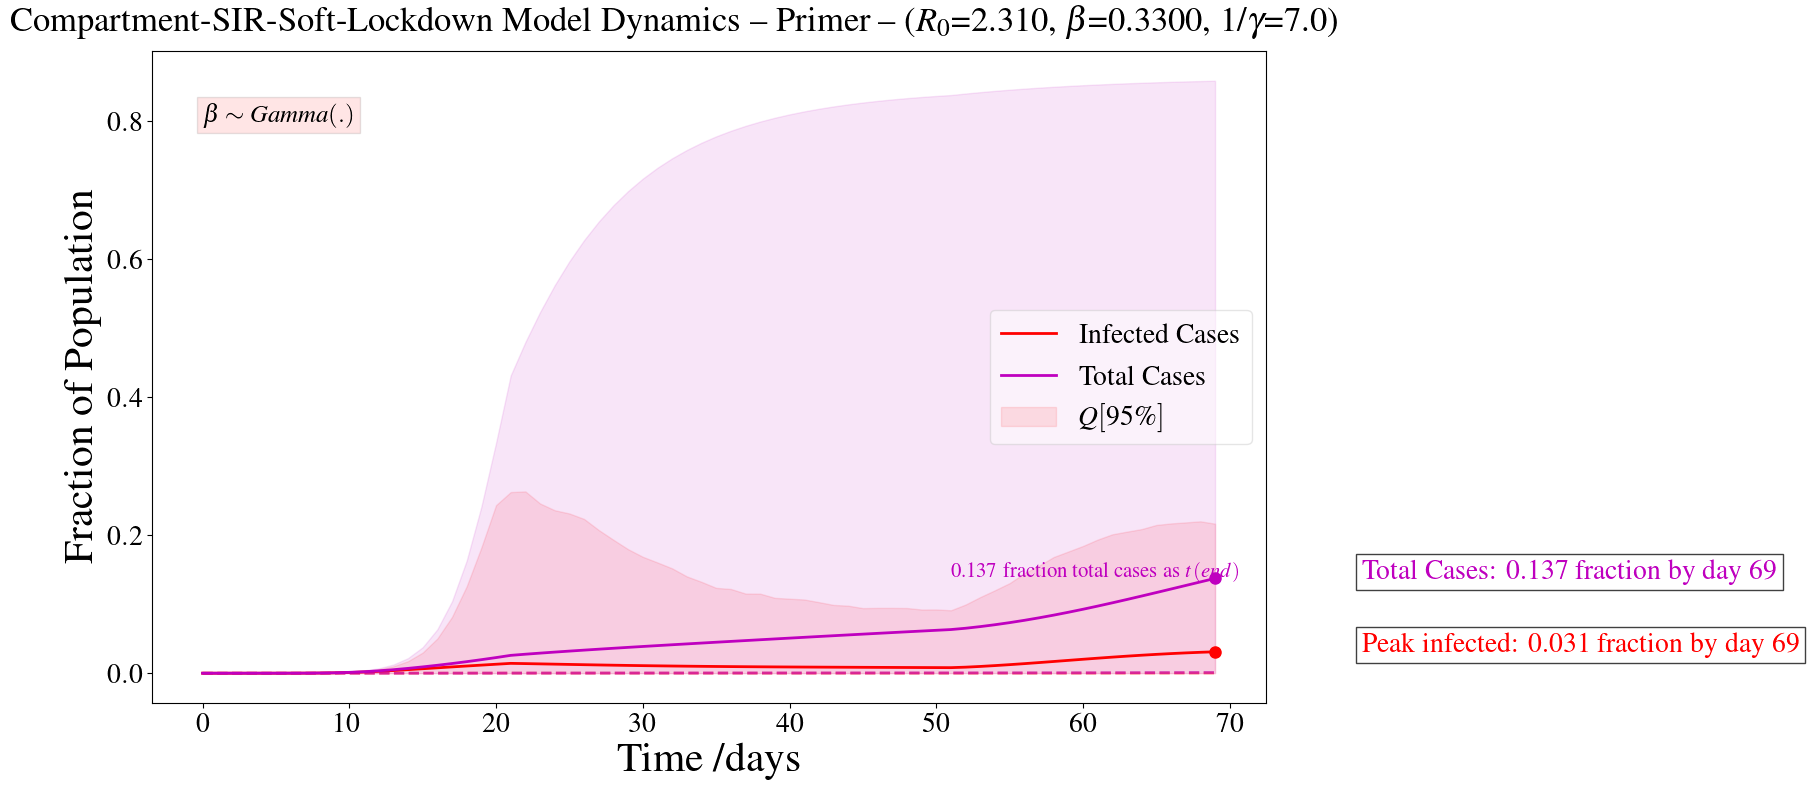 Compartment-SIR-Soft-Lockdown Model Dynamics – Primer – (R₀=2.310, β=0.3300, 1/γ=7.0)
β ∼ Gamma(.)
Fraction of Population
0.8
0.6
0.4
0.2
0.0
Infected Cases
Total Cases
Q[95%]
0.137 fraction total cases as t(end)
Total Cases: 0.137 fraction by day 69
Peak infected: 0.031 fraction by day 69
0 10 20 30 40 50 60 70
Time /days